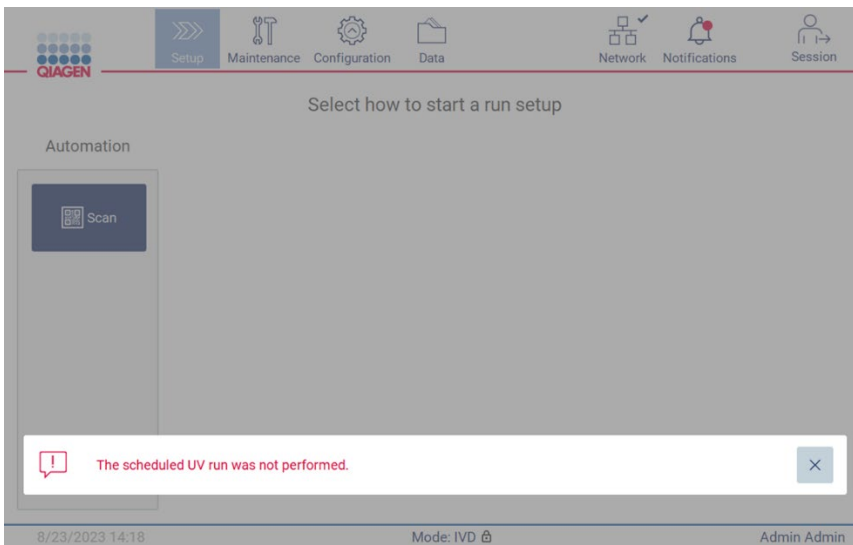 QIAGEN
Setup
Maintenance
Configuration
Data
Network
Notifications
Session
Select how to start a run setup
Automation
Scan
The scheduled UV run was not performed.
8/23/2023 14:18
Mode: IVD
Admin Admin